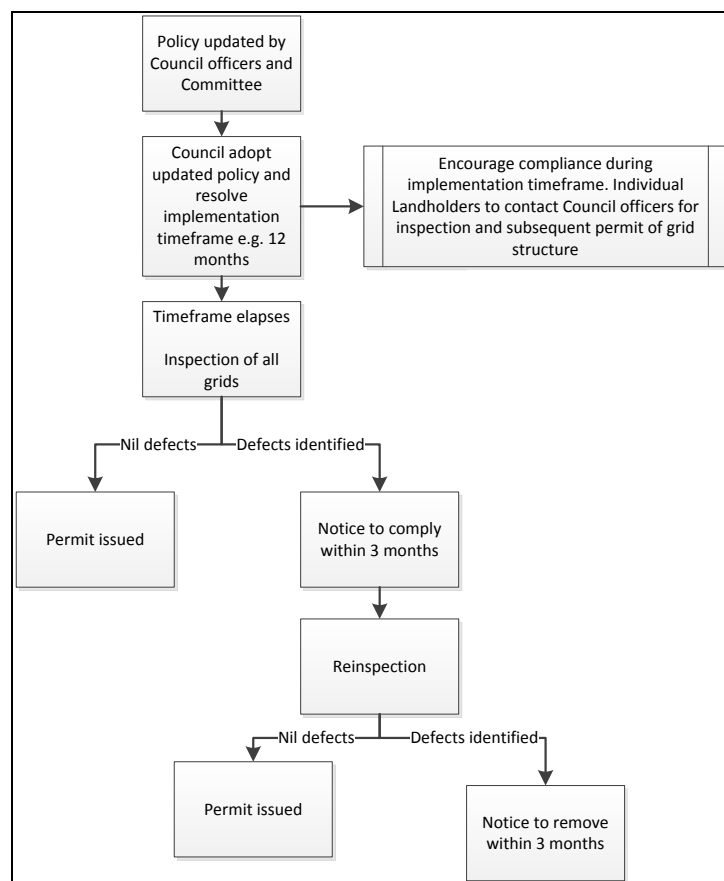 Policy updated by
Council officers and
Committee
Council adopt
updated policy and
resolve
implementation
timeframe e.g. 12
months
Encourage compliance during
implementation timeframe. Individual
Landholders to contact Council officers for
inspection and subsequent permit of grid
structure
Timeframe elapses
Inspection of all
grids
Nil defects
Defects identified
Permit issued
Notice to comply
within 3 months
Reinspection
Nil defects
Defects identified
Permit issued
Notice to remove
within 3 months